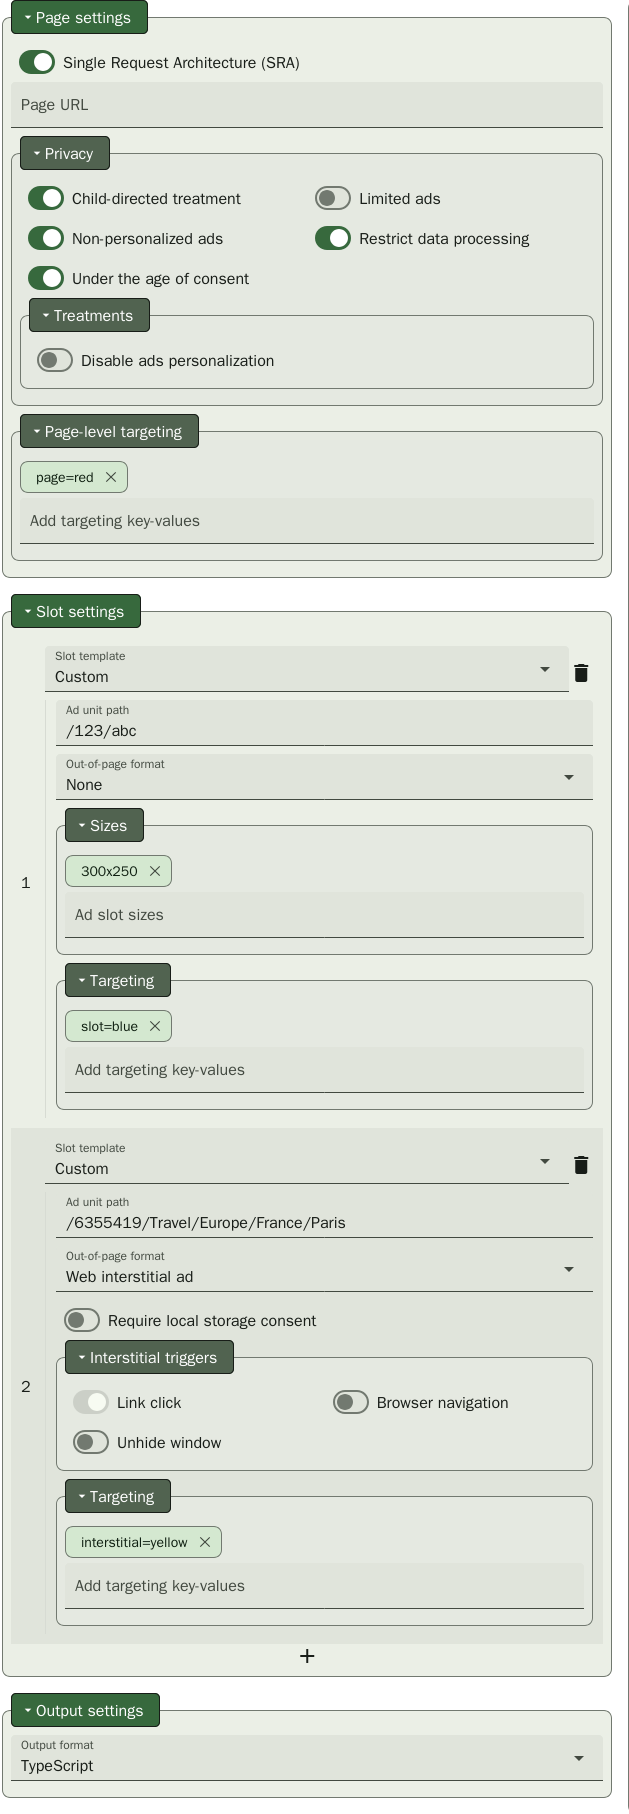 Page settings
Single Request Architecture (SRA)
Page URL
Privacy
Child-directed treatment
Limited ads
Non-personalized ads
Restrict data processing
Under the age of consent
Treatments
Disable ads personalization
Page-level targeting
page=red
Add targeting key-values
Slot settings
1
Slot template
Custom
Ad unit path
/123/abc
Out-of-page format
None
Sizes
300x250
Ad slot sizes
Targeting
slot=blue
Add targeting key-values
2
Slot template
Custom
Ad unit path
/6355419/Travel/Europe/France/Paris
Out-of-page format
Web interstitial ad
Require local storage consent
Interstitial triggers
Link click
Browser navigation
Unhide window
Targeting
interstitial=yellow
Add targeting key-values
Output settings
Output format
TypeScript